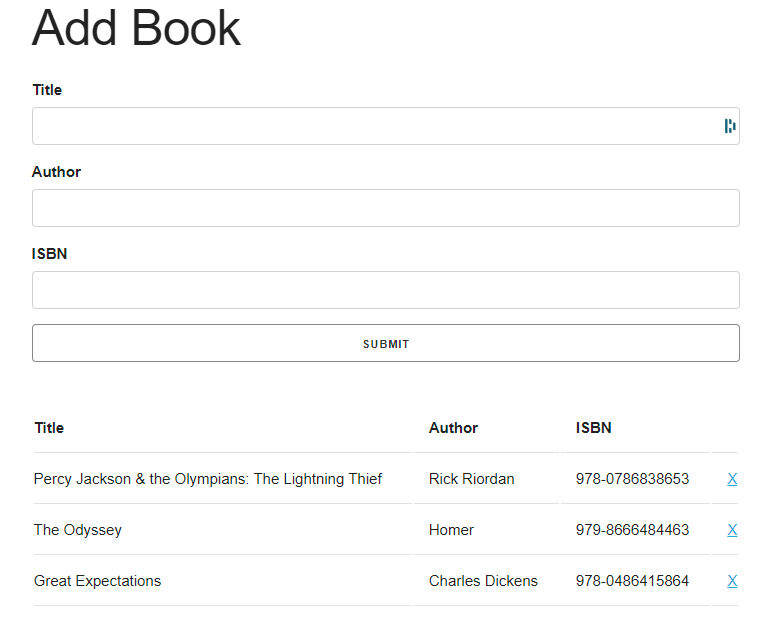 Add Book
Title
Author
ISBN
SUBMIT
Title Author ISBN
Percy Jackson & the Olympians: The Lightning Thief Rick Riordan 978-0786838653 X
The Odyssey Homer 979-8666484463 X
Great Expectations Charles Dickens 978-0486415864 X